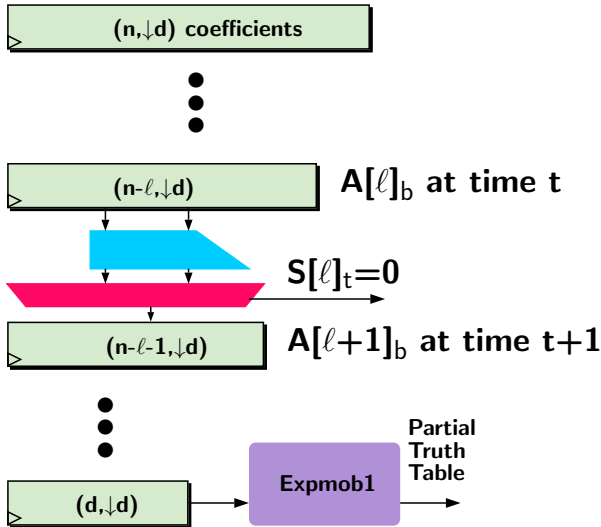 (n,↓d) coefficients
(n-ℓ,↓d)
A[ℓ]b at time t
S[ℓ]t=0
(n-ℓ-1,↓d)
A[ℓ+1]b at time t+1
Partial
Truth
Table
(d,↓d)
Expmob1